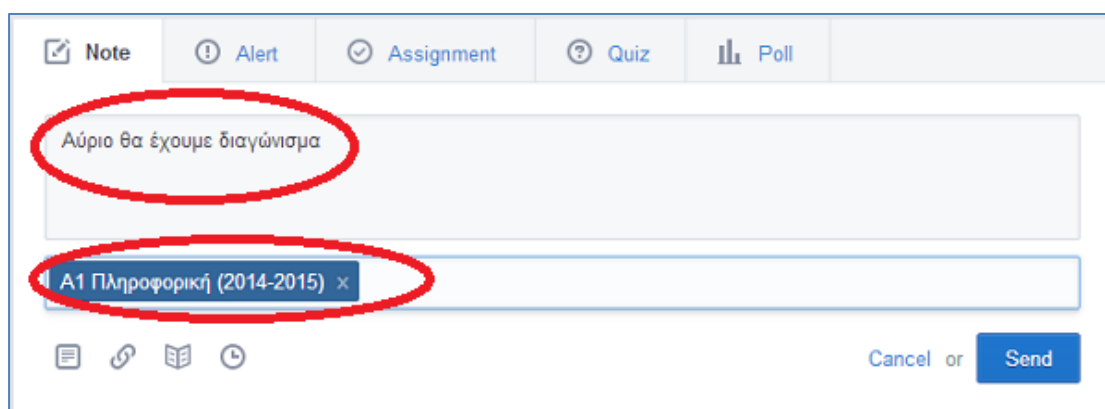 Note Alert Assignment Quiz Poll
Αύριο θα έχουμε διαγώνισμα
Α1 Πληροφορική (2014-2015) ×
Cancel or Send